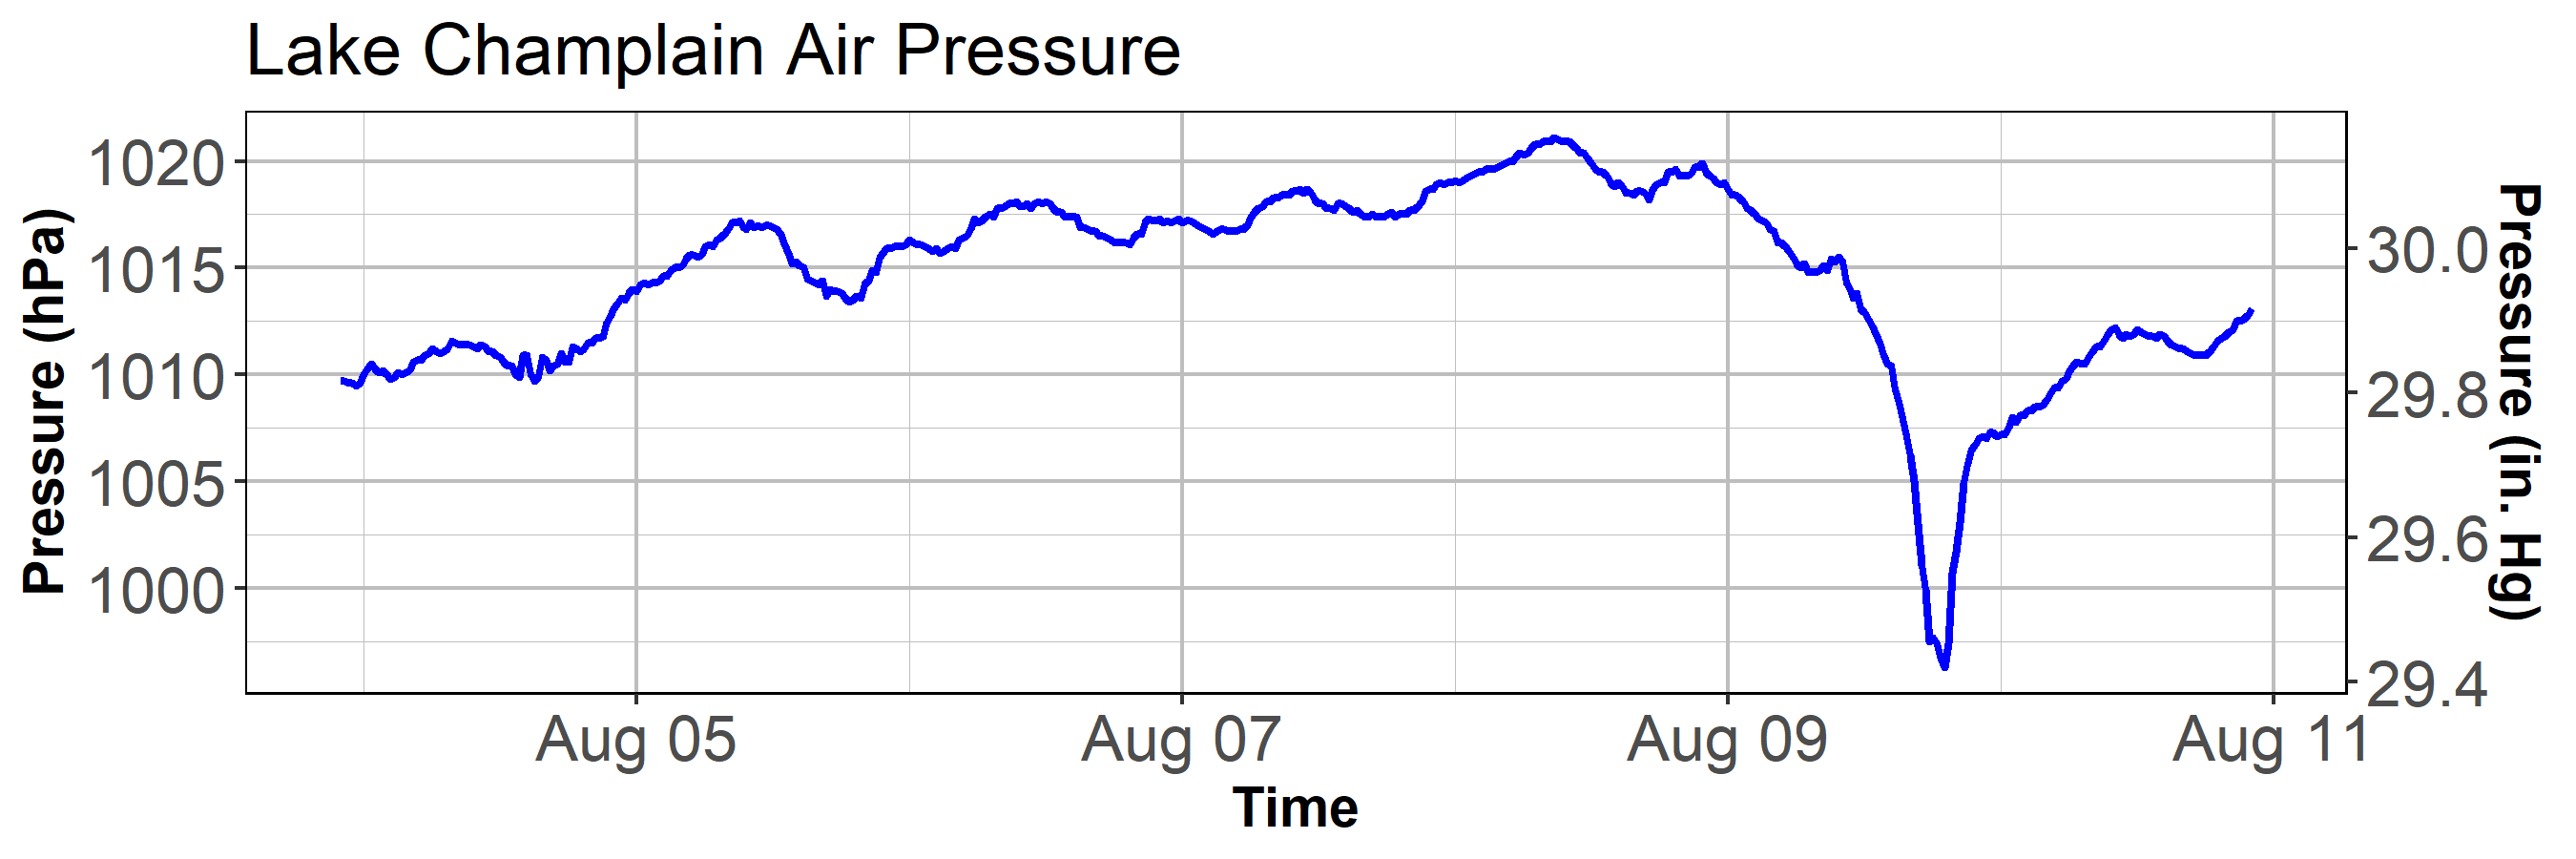 Lake Champlain Air Pressure
Pressure (hPa)
1020
1015
1010
1005
1000
30.0
29.8
29.6
29.4
Pressure (in. Hg)
Aug 05 Aug 07 Aug 09 Aug 11
Time